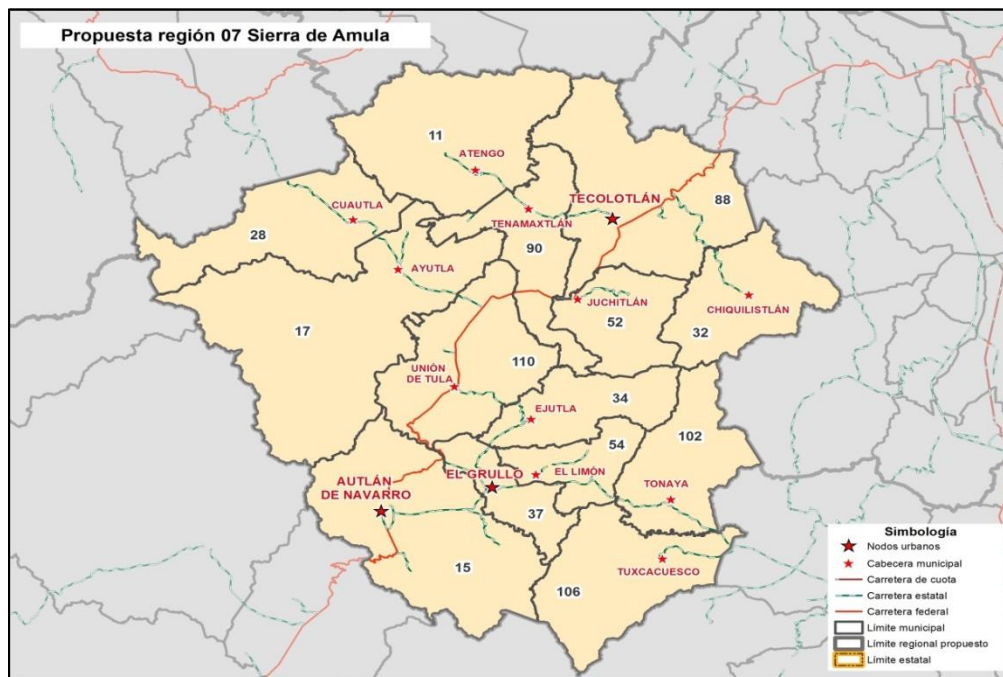 Propuesta región 07 Sierra de Amula
11
ATENGO
CUAUTLA
TENAMAXTLÁN
TECOLOTLÁN
88
28
90
AYUTLA
JUCHITLÁN
CHIQUILISTLÁN
17
52
32
110
UNIÓN
DE TULA
34
EJUTLA
54
102
AUTLÁN
DE NAVARRO
EL GRULLO
EL LIMÓN
TONAYA
37
15
TUXCACUESCO
106
Simbología
Nodos urbanos
Cabecera municipal
Carretera de cuota
Carretera estatal
Carretera federal
Límite municipal
Límite regional propuesto
Límite estatal